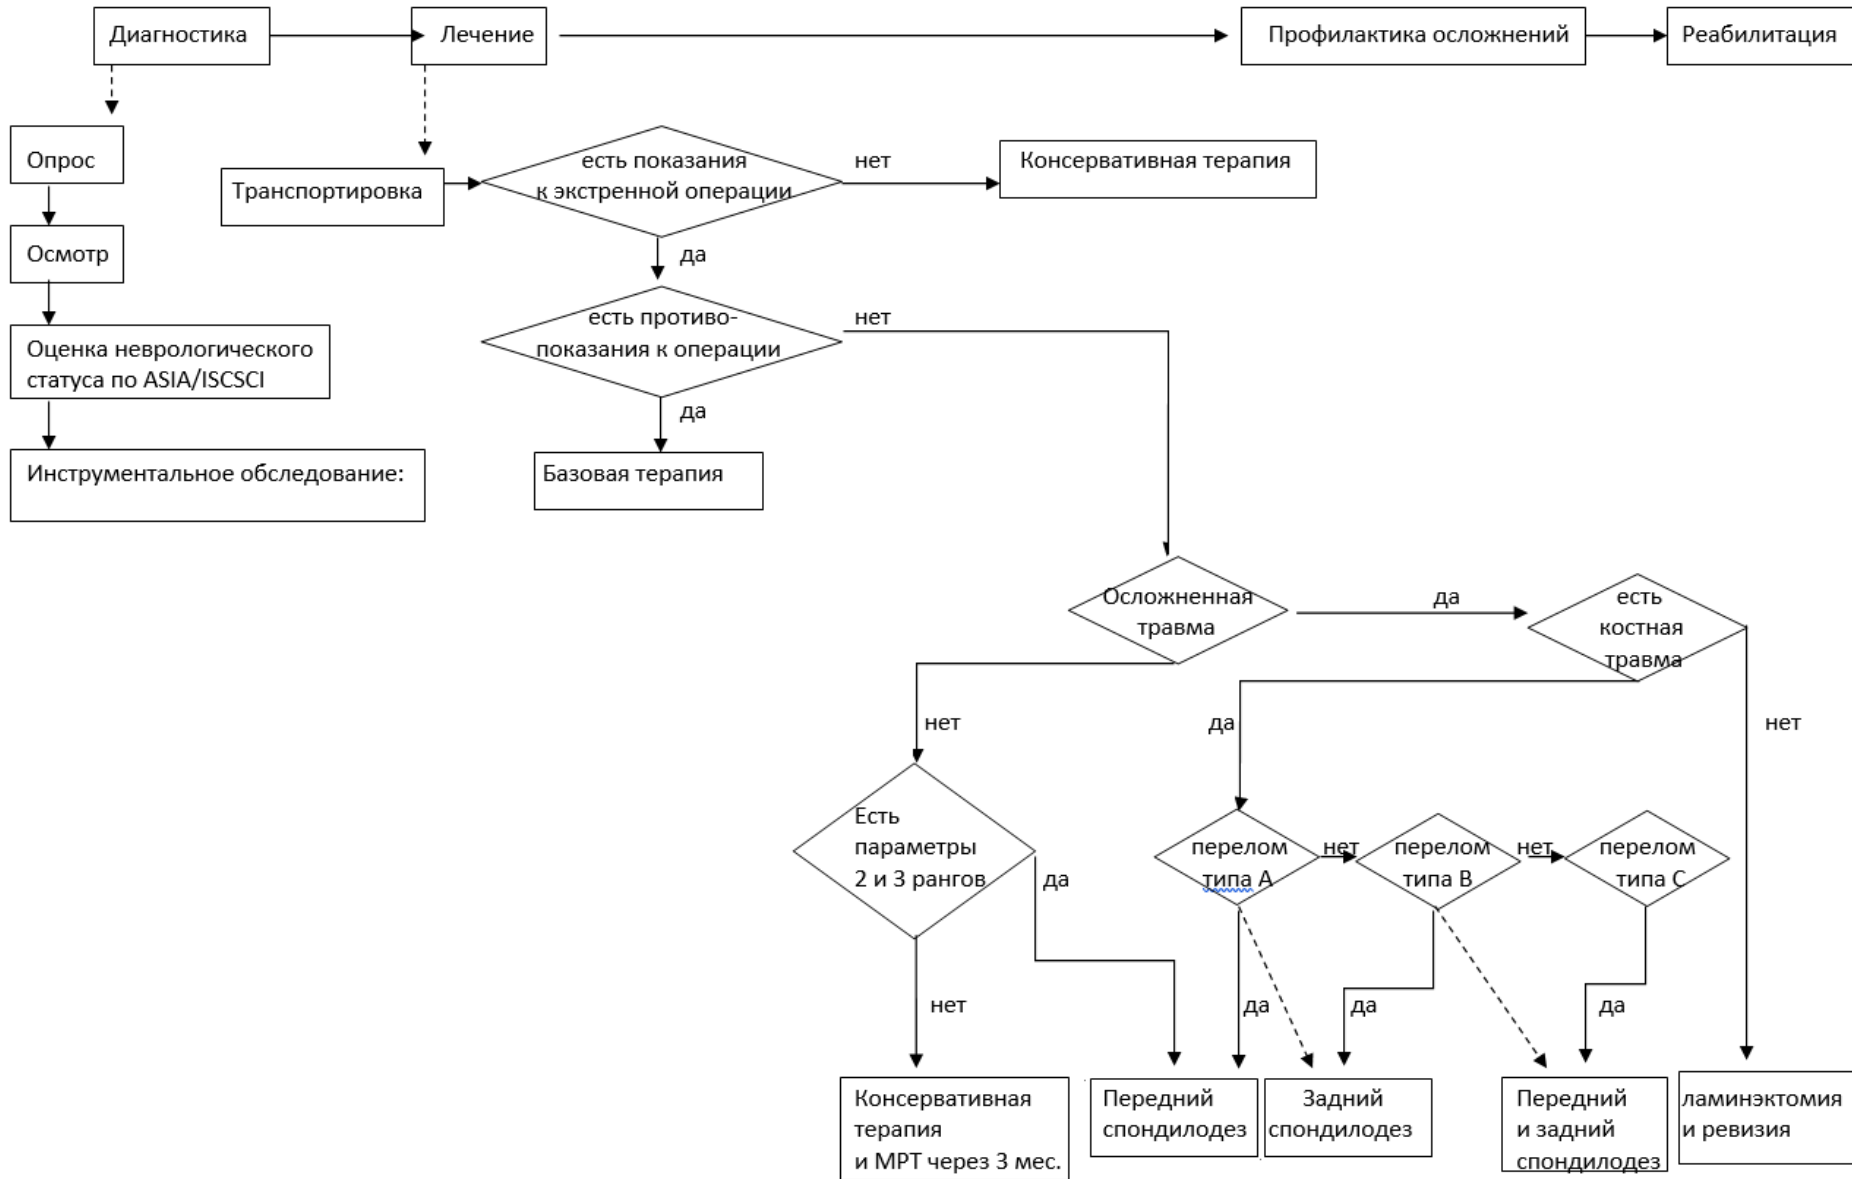 Диагностика
Лечение
Профилактика осложнений
Реабилитация
Опрос
Осмотр
Оценка неврологического
статуса по ASIA/ISCSCI
Инструментальное обследование:
Транспортировка
есть показания
к экстренной операции
нет
Консервативная терапия
да
есть противо-
показания к операции
нет
да
Базовая терапия
Осложненная
травма
да
есть
костная
травма
нет
да
нет
Есть
параметры
2 и 3 рангов
да
нет
перелом
типа А
нет
перелом
типа В
нет
перелом
типа С
да
да
да
Консервативная
терапия
и МРТ через 3 мес.
Передний
спондилодез
Задний
спондилодез
Передний
и задний
спондилодез
ламинэктомия
и ревизия